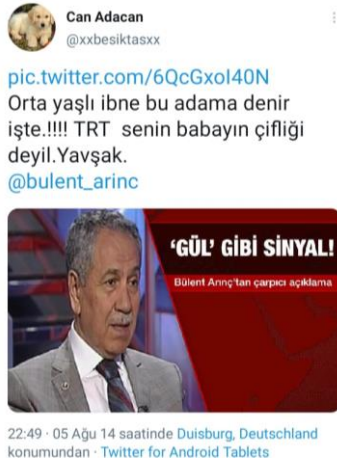 Can Adacan
@xxbesiktasxx
pic.twitter.com/6QcGxoI40N
Orta yaşlı ibne bu adama denir
işte.!!!! TRT senin babayın çifliği
deyil.Yavşak.
@bulent_arinc
‘GÜL’ GİBİ SİNYAL!
Bülent Arınç'tan çarpıcı açıklama
22:49 · 05 Ağu 14 saatinde Duisburg, Deutschland
konumundan · Twitter for Android Tablets